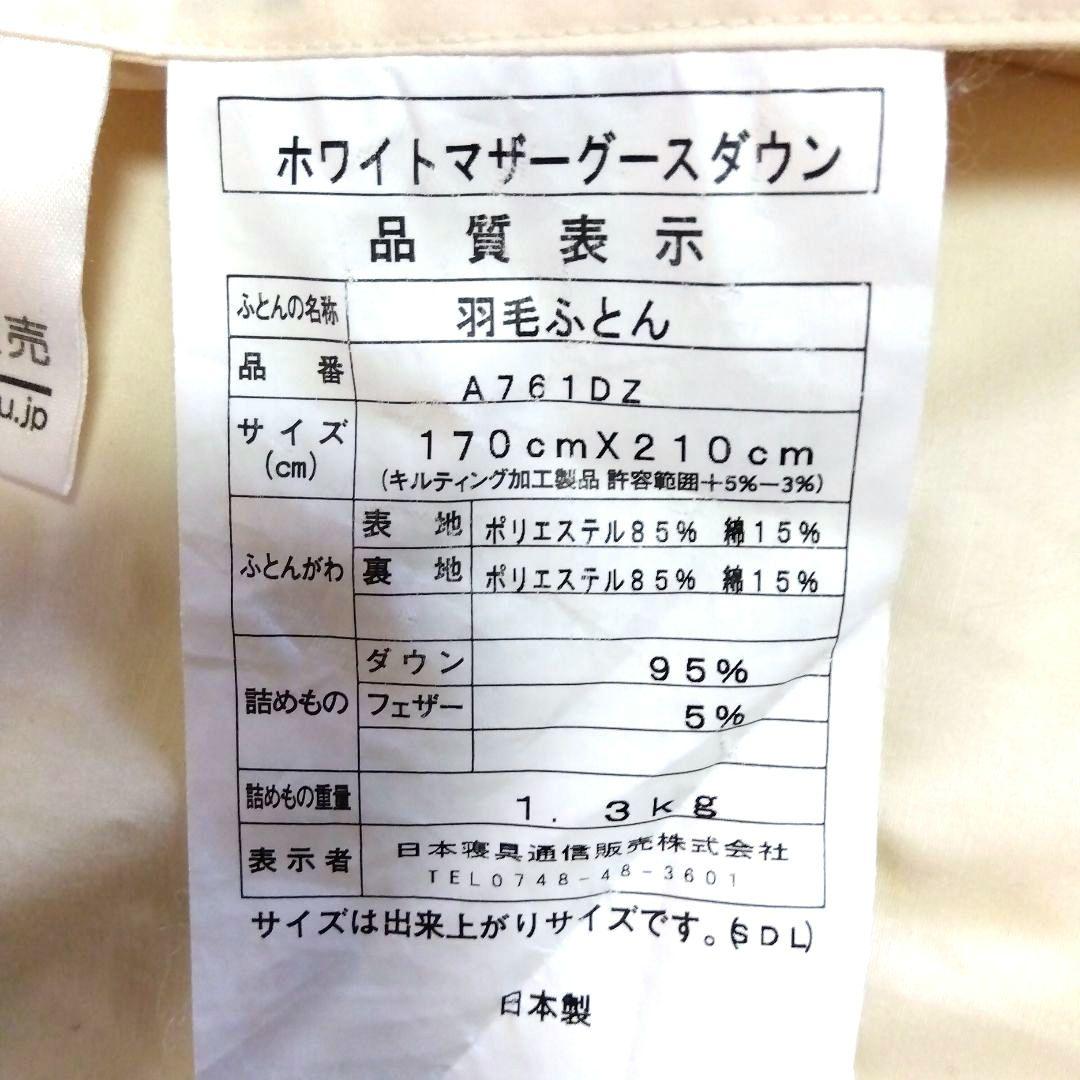 ホワイトマザーグースダウン
品質表示
ふとんの名称 羽毛ふとん
品番 A761DZ
サイズ(cm) 170cmX210cm
(キルティング加工製品 許容範囲+5%−3%)
ふとんがわ 表地 ポリエステル85% 綿15%
裏地 ポリエステル85% 綿15%
詰めもの ダウン 95%
フェザー 5%
詰めもの重量 1.3kg
表示者 日本寝具通信販売株式会社
TEL0748-48-3601
サイズは出来上がりサイズです。(SDL)
日本製
売
u.jp